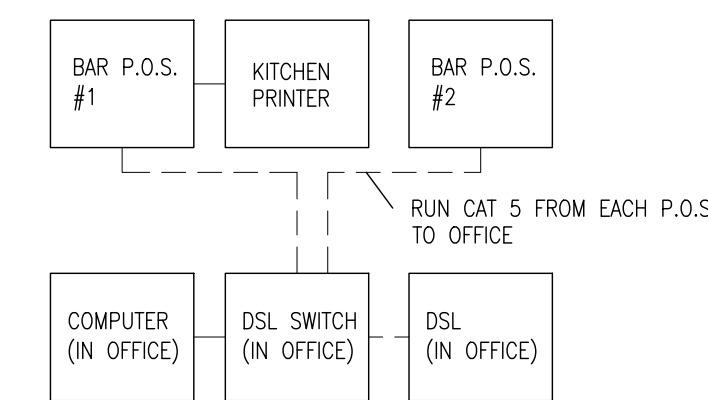 BAR P.O.S.
#1
KITCHEN
PRINTER
BAR P.O.S.
#2
RUN CAT 5 FROM EACH P.O.S
TO OFFICE
COMPUTER
(IN OFFICE)
DSL SWITCH
(IN OFFICE)
DSL
(IN OFFICE)